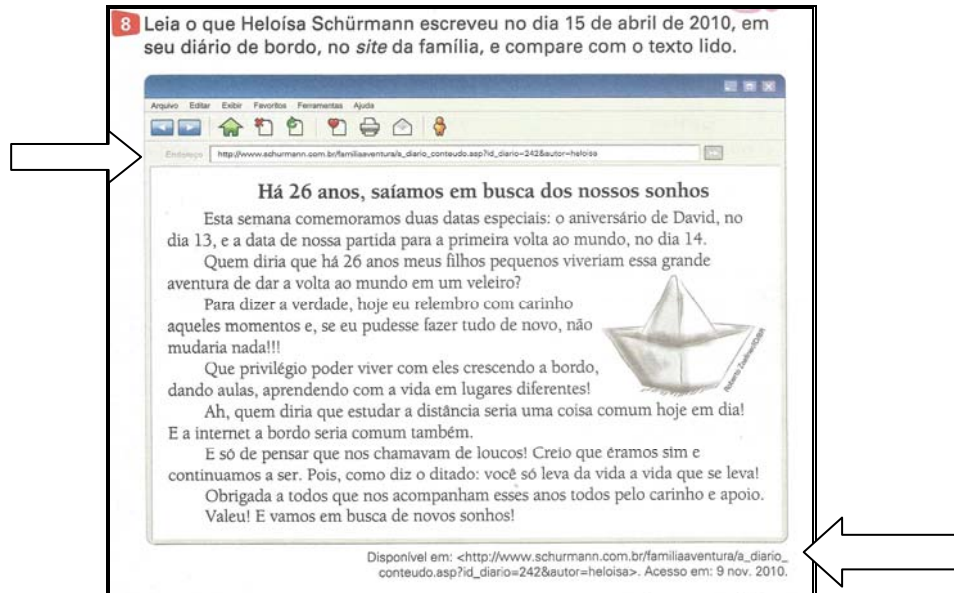 8 Leia o que Heloísa Schürmann escreveu no dia 15 de abril de 2010, em
seu diário de bordo, no site da família, e compare com o texto lido.
Arquivo Editar Exibir Favoritos Ferramentas Ajuda
Endereço http://www.schurmann.com.br/familiaaventura/a_diario_conteudo.asp?id_diario=242&autor=heloisa
Há 26 anos, saíamos em busca dos nossos sonhos
Esta semana comemoramos duas datas especiais: o aniversário de David, no
dia 13, e a data de nossa partida para a primeira volta ao mundo, no dia 14.
Quem diria que há 26 anos meus filhos pequenos viveriam essa grande
aventura de dar a volta ao mundo em um veleiro?
Para dizer a verdade, hoje eu relembro com carinho
aqueles momentos e, se eu pudesse fazer tudo de novo, não
mudaria nada!!!
Que privilégio poder viver com eles crescendo a bordo,
dando aulas, aprendendo com a vida em lugares diferentes!
Ah, quem diria que estudar a distância seria uma coisa comum hoje em dia!
E a internet a bordo seria comum também.
E só de pensar que nos chamavam de loucos! Creio que éramos sim e
continuamos a ser. Pois, como diz o ditado: você só leva da vida a vida que se leva!
Obrigada a todos que nos acompanham esses anos todos pelo carinho e apoio.
Valeu! E vamos em busca de novos sonhos!
Roberto
Disponível em: <http://www.schurmann.com.br/familiaaventura/a_diario_
conteudo.asp?id_diario=242&autor=heloisa>. Acesso em: 9 nov. 2010.